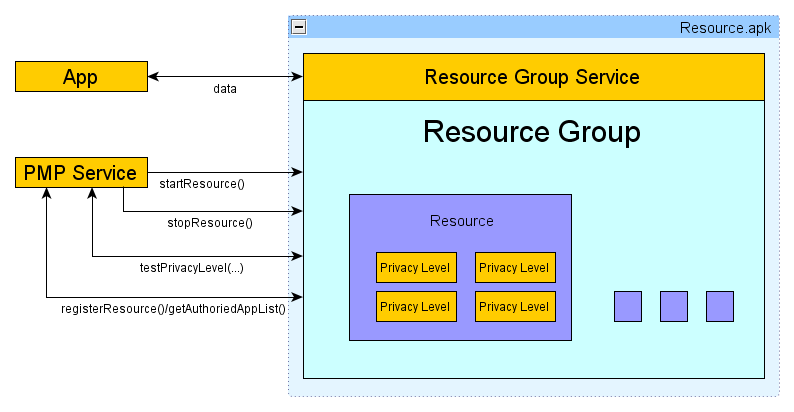 Resource.apk
App
Resource Group Service
data
Resource Group
PMP Service
startResource()
stopResource()
Resource
testPrivacyLevel(...)
Privacy Level
Privacy Level
Privacy Level
Privacy Level
registerResource()/getAuthoriedAppList()